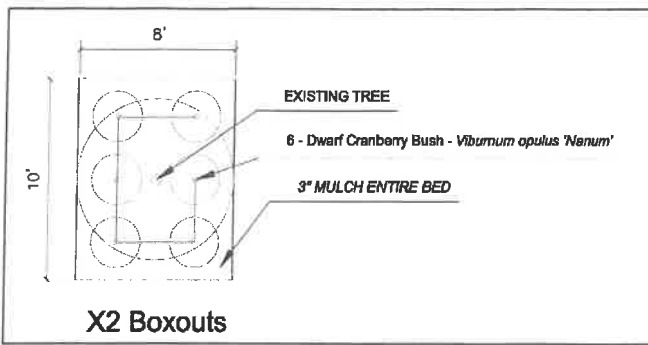 8'
EXISTING TREE
6 - Dwarf Cranberry Bush - Viburnum opulus 'Nanum'
10'
3" MULCH ENTIRE BED
X2 Boxouts